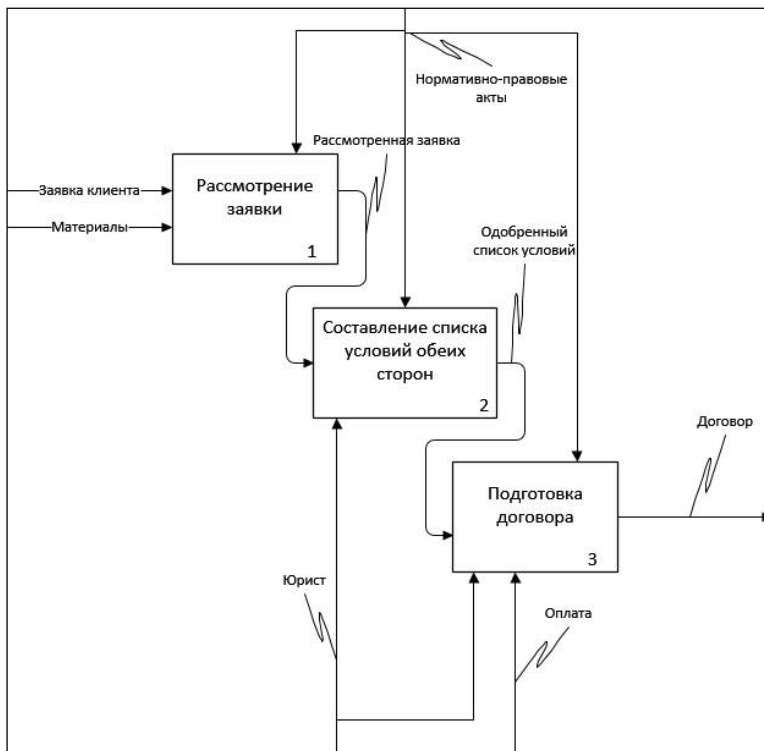 Нормативно-правовые
акты
Рассмотренная заявка
Заявка клиента
Материалы
Рассмотрение
заявки
1
Одобренный
список условий
Составление списка
условий обеих
сторон
2
Договор
Подготовка
договора
3
Юрист
Оплата